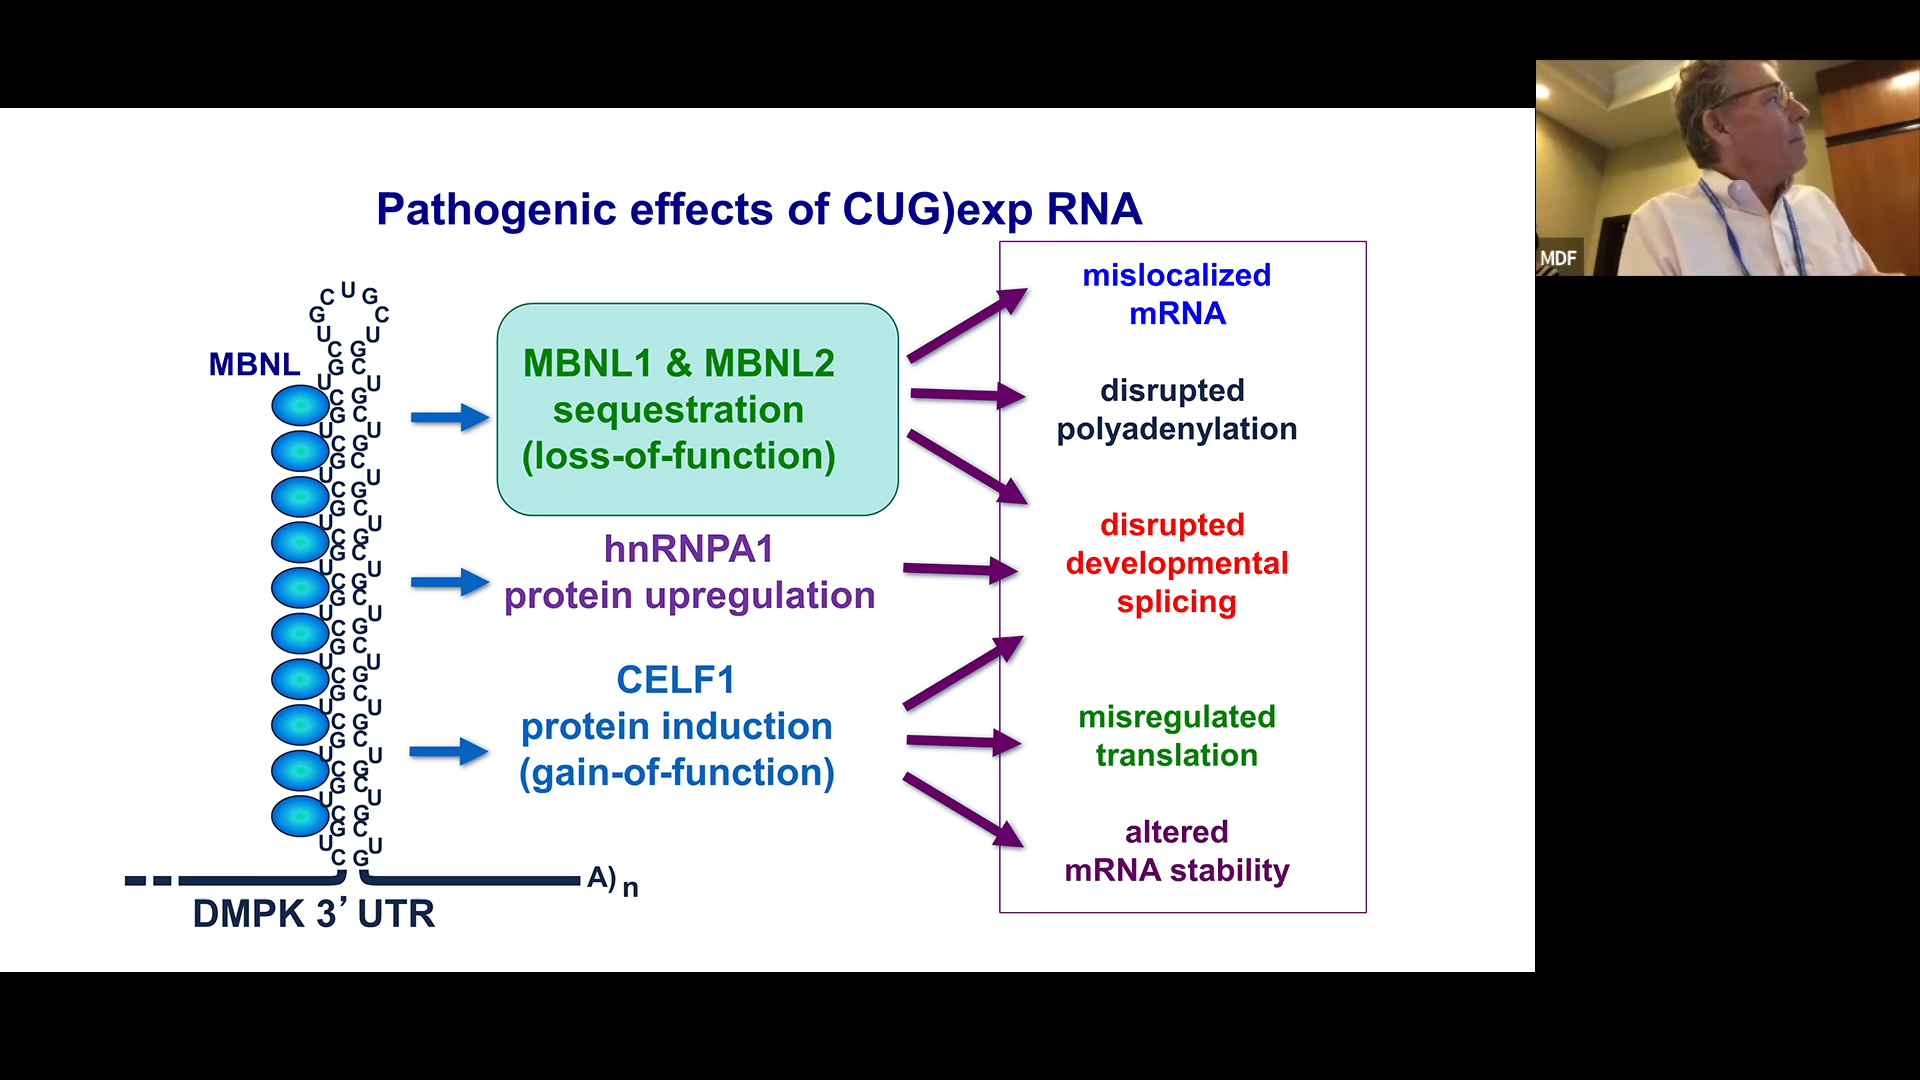 Pathogenic effects of CUG)exp RNA
MBNL
MBNL1 & MBNL2
sequestration
(loss-of-function)
hnRNPA1
protein upregulation
CELF1
protein induction
(gain-of-function)
mislocalized
mRNA
disrupted
polyadenylation
disrupted
developmental
splicing
misregulated
translation
altered
mRNA stability
A) n
DMPK 3’ UTR
MDF